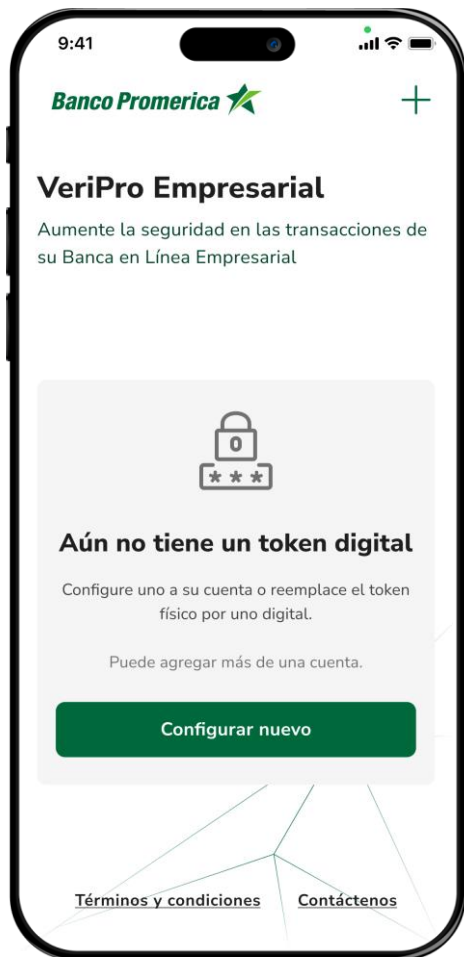 9:41
Banco Promerica
VeriPro Empresarial
Aumente la seguridad en las transacciones de
su Banca en Línea Empresarial
Aún no tiene un token digital
Configure uno a su cuenta o reemplace el token
físico por uno digital.
Puede agregar más de una cuenta.
Configurar nuevo
Términos y condiciones Contáctenos